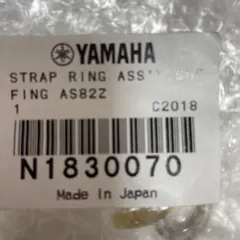 YAMAHA
STRAP RING ASS'
FING AS82Z
1 C2018
N1830070
Made in Japan